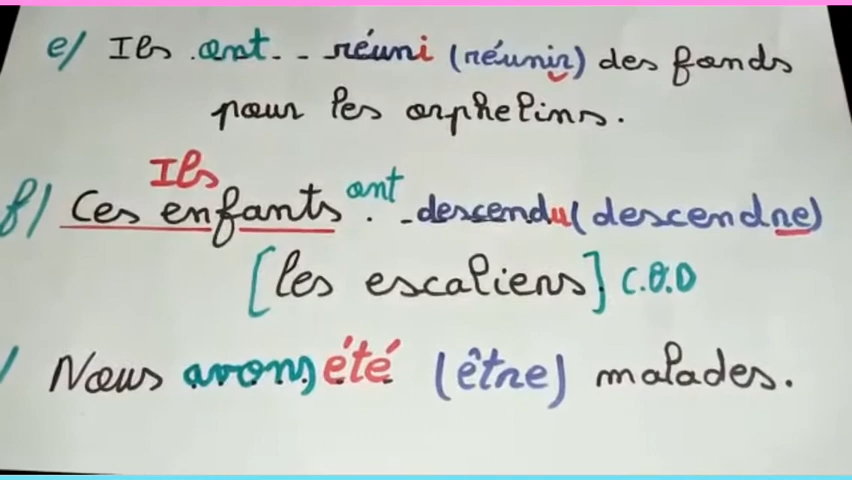 e/ Ils ont réuni (réunir) des fonds
pour les orphelins.
Ils
f/ Ces enfants ont descendu (descendre)
[les escaliers] C.O.D
/ Nous avons été (être) malades.